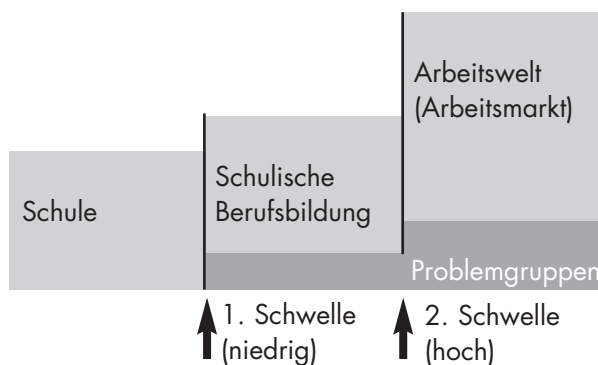 Arbeitswelt
(Arbeitsmarkt)
Schulische
Berufsbildung
Schule
Problemgruppen
1. Schwelle
(niedrig)
2. Schwelle
(hoch)